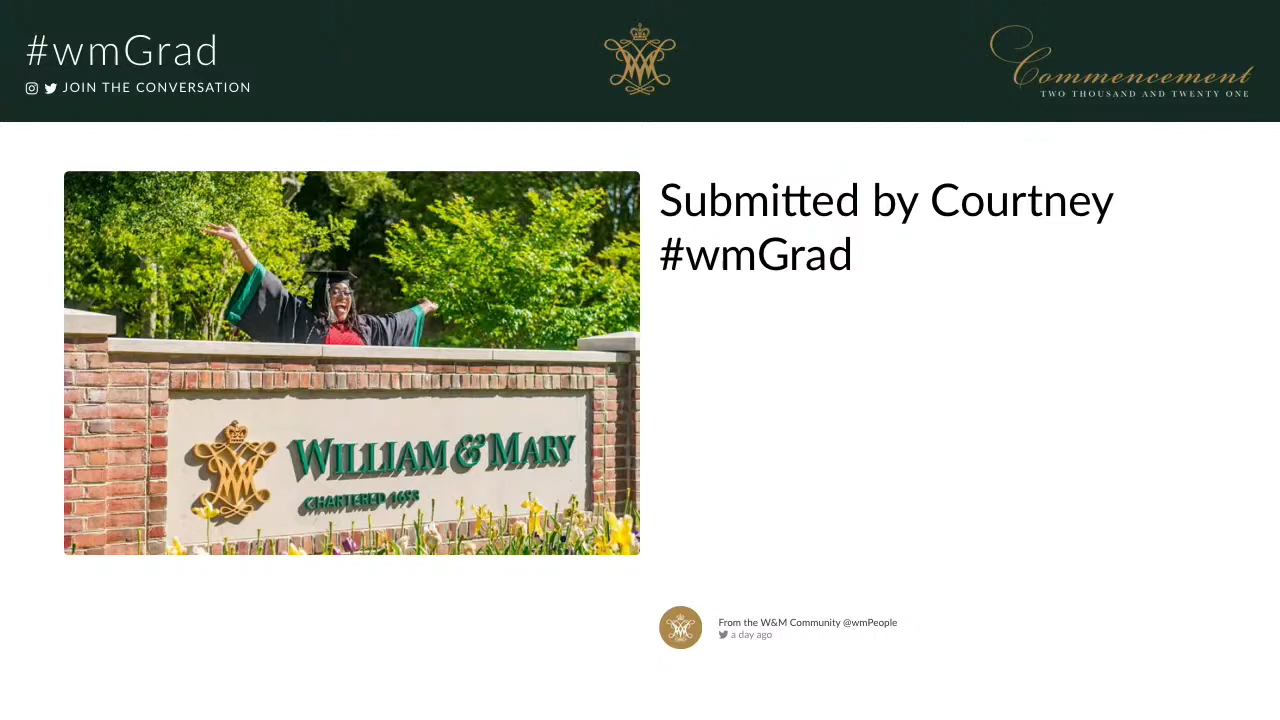 #wmGrad
JOIN THE CONVERSATION
Commencement
TWO THOUSAND AND TWENTY ONE
Submitted by Courtney
#wmGrad
WILLIAM & MARY
CHARTERED 1693
From the W&M Community @wmPeople
a day ago